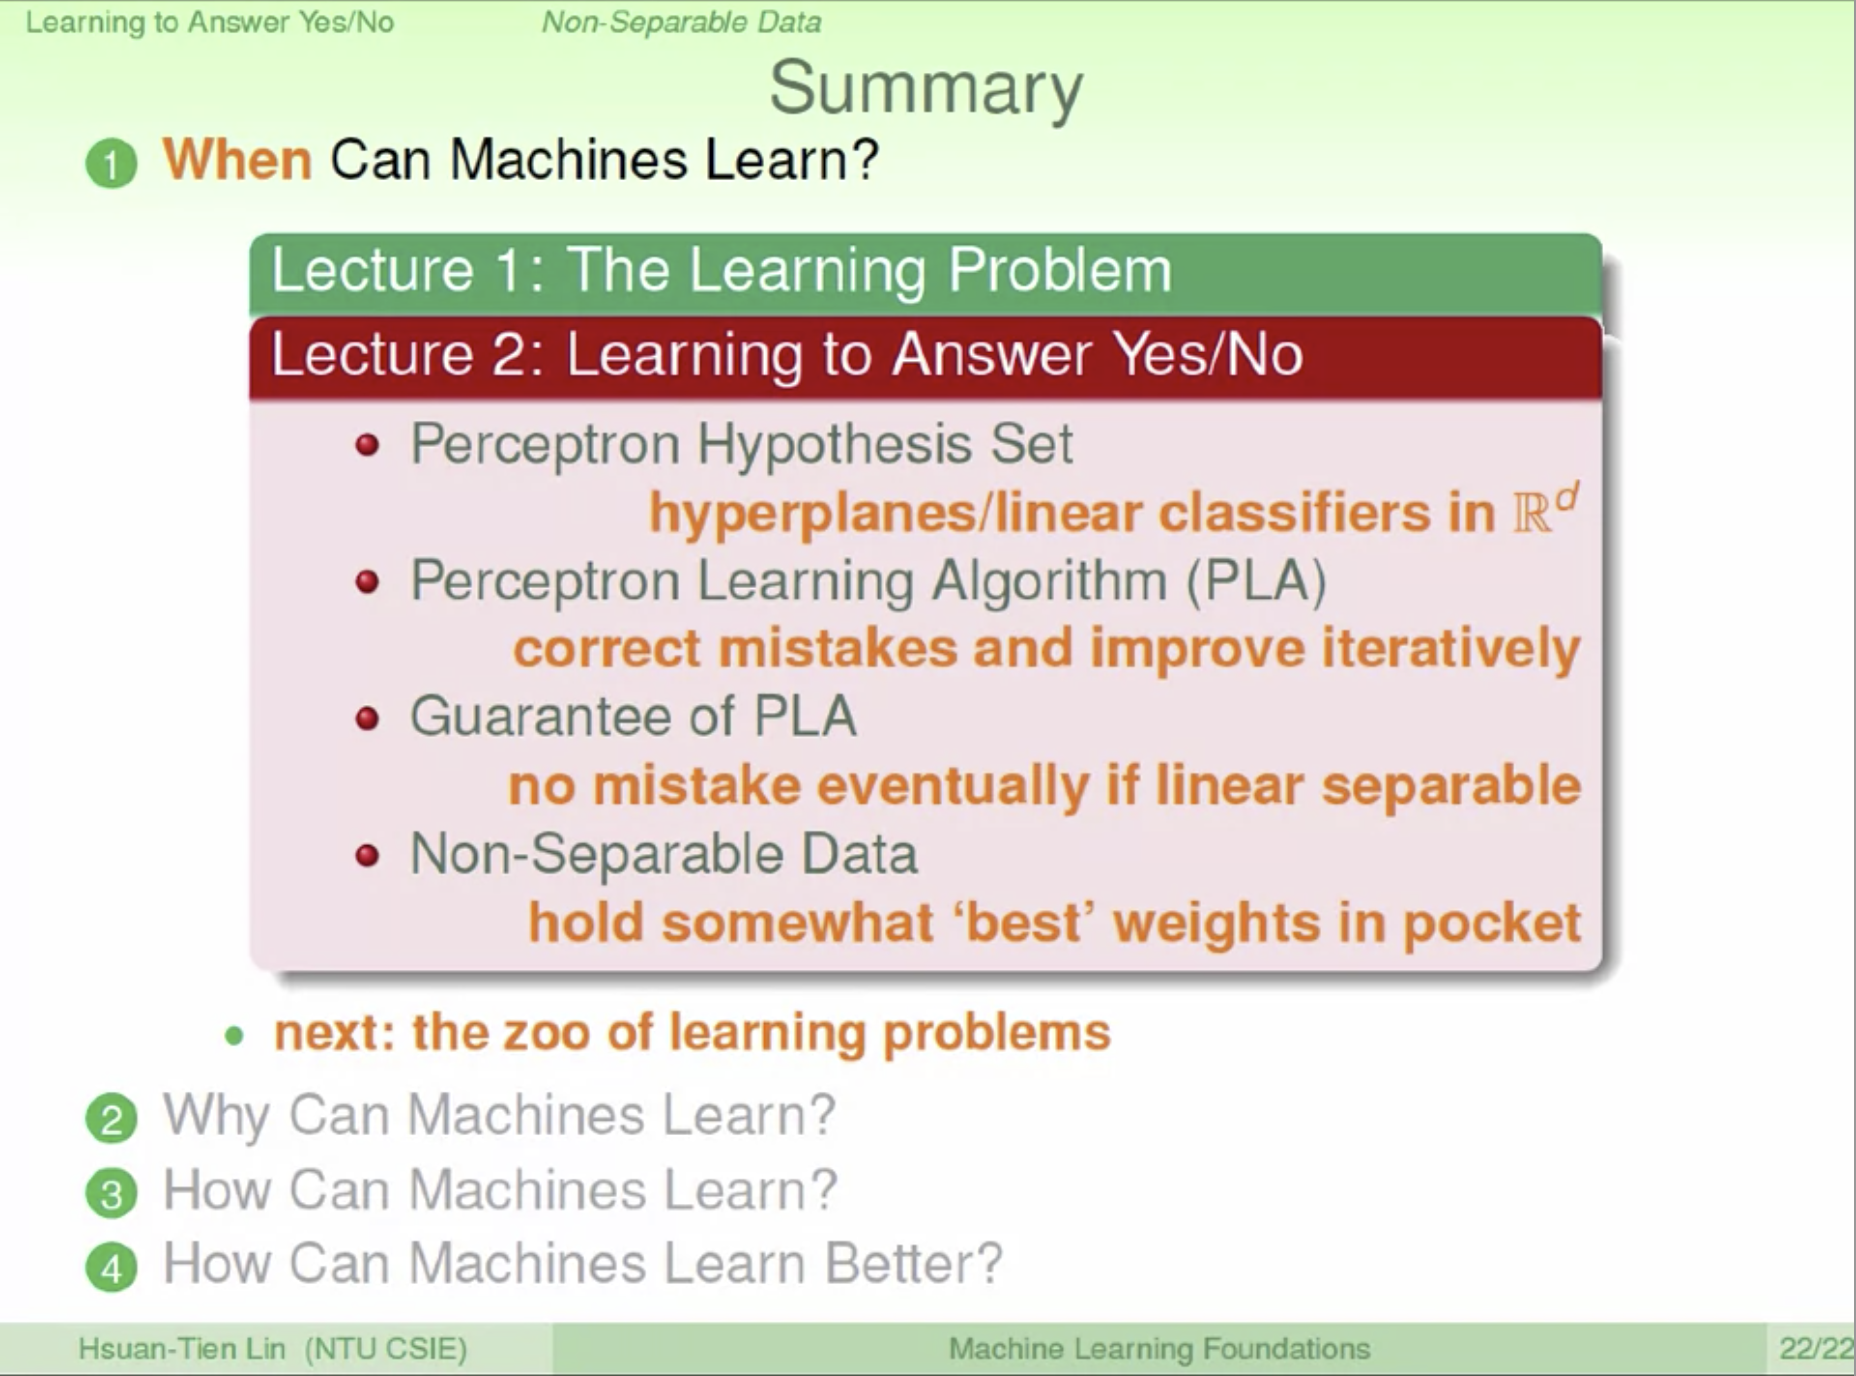 Learning to Answer Yes/No Non-Separable Data
Summary
1 When Can Machines Learn?
Lecture 1: The Learning Problem
Lecture 2: Learning to Answer Yes/No
• Perceptron Hypothesis Set
hyperplanes/linear classifiers in ℝᵈ
• Perceptron Learning Algorithm (PLA)
correct mistakes and improve iteratively
• Guarantee of PLA
no mistake eventually if linear separable
• Non-Separable Data
hold somewhat ‘best’ weights in pocket
• next: the zoo of learning problems
2 Why Can Machines Learn?
3 How Can Machines Learn?
4 How Can Machines Learn Better?
Hsuan-Tien Lin (NTU CSIE) Machine Learning Foundations 22/22